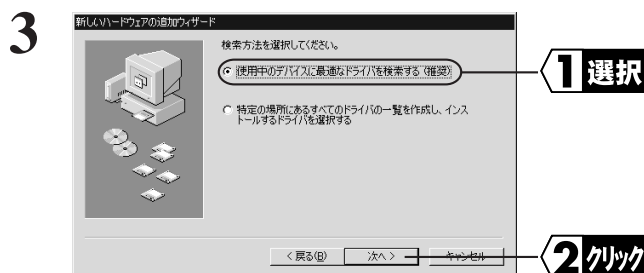 3
新しいハードウェアの追加ウィザード
検索方法を選択してください。
使用中のデバイスに最適なドライバを検索する（推奨）
特定の場所にあるすべてのドライバの一覧を作成し、インス
トールするドライバを選択する
1 選択
< 戻る(B)
次へ >
キャンセル
2 クリック